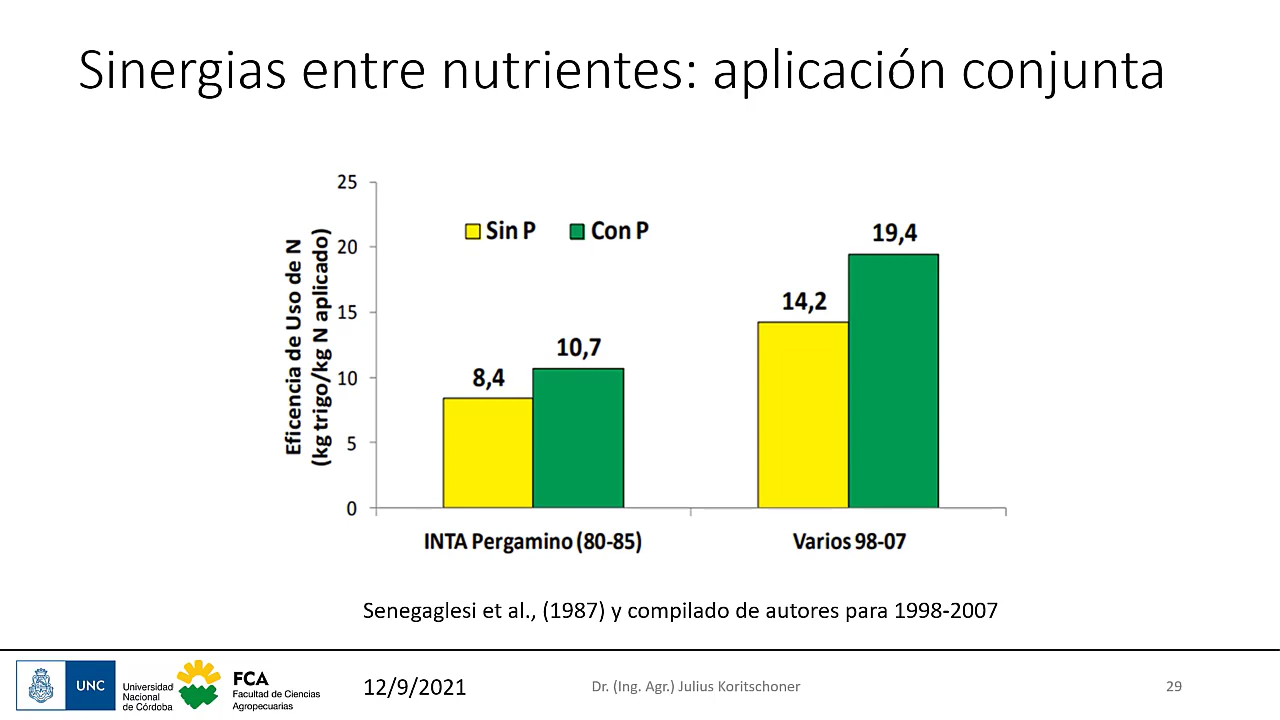 Sinergias entre nutrientes: aplicación conjunta
25
20
15
10
5
0
Eficencia de Uso de N
(kg trigo/kg N aplicado)
Sin P
Con P
8,4
10,7
14,2
19,4
INTA Pergamino (80-85)
Varios 98-07
Senegaglesi et al., (1987) y compilado de autores para 1998-2007
UNC
Universidad
Nacional
de Córdoba
FCA
Facultad de Ciencias
Agropecuarias
12/9/2021
Dr. (Ing. Agr.) Julius Koritschoner
29